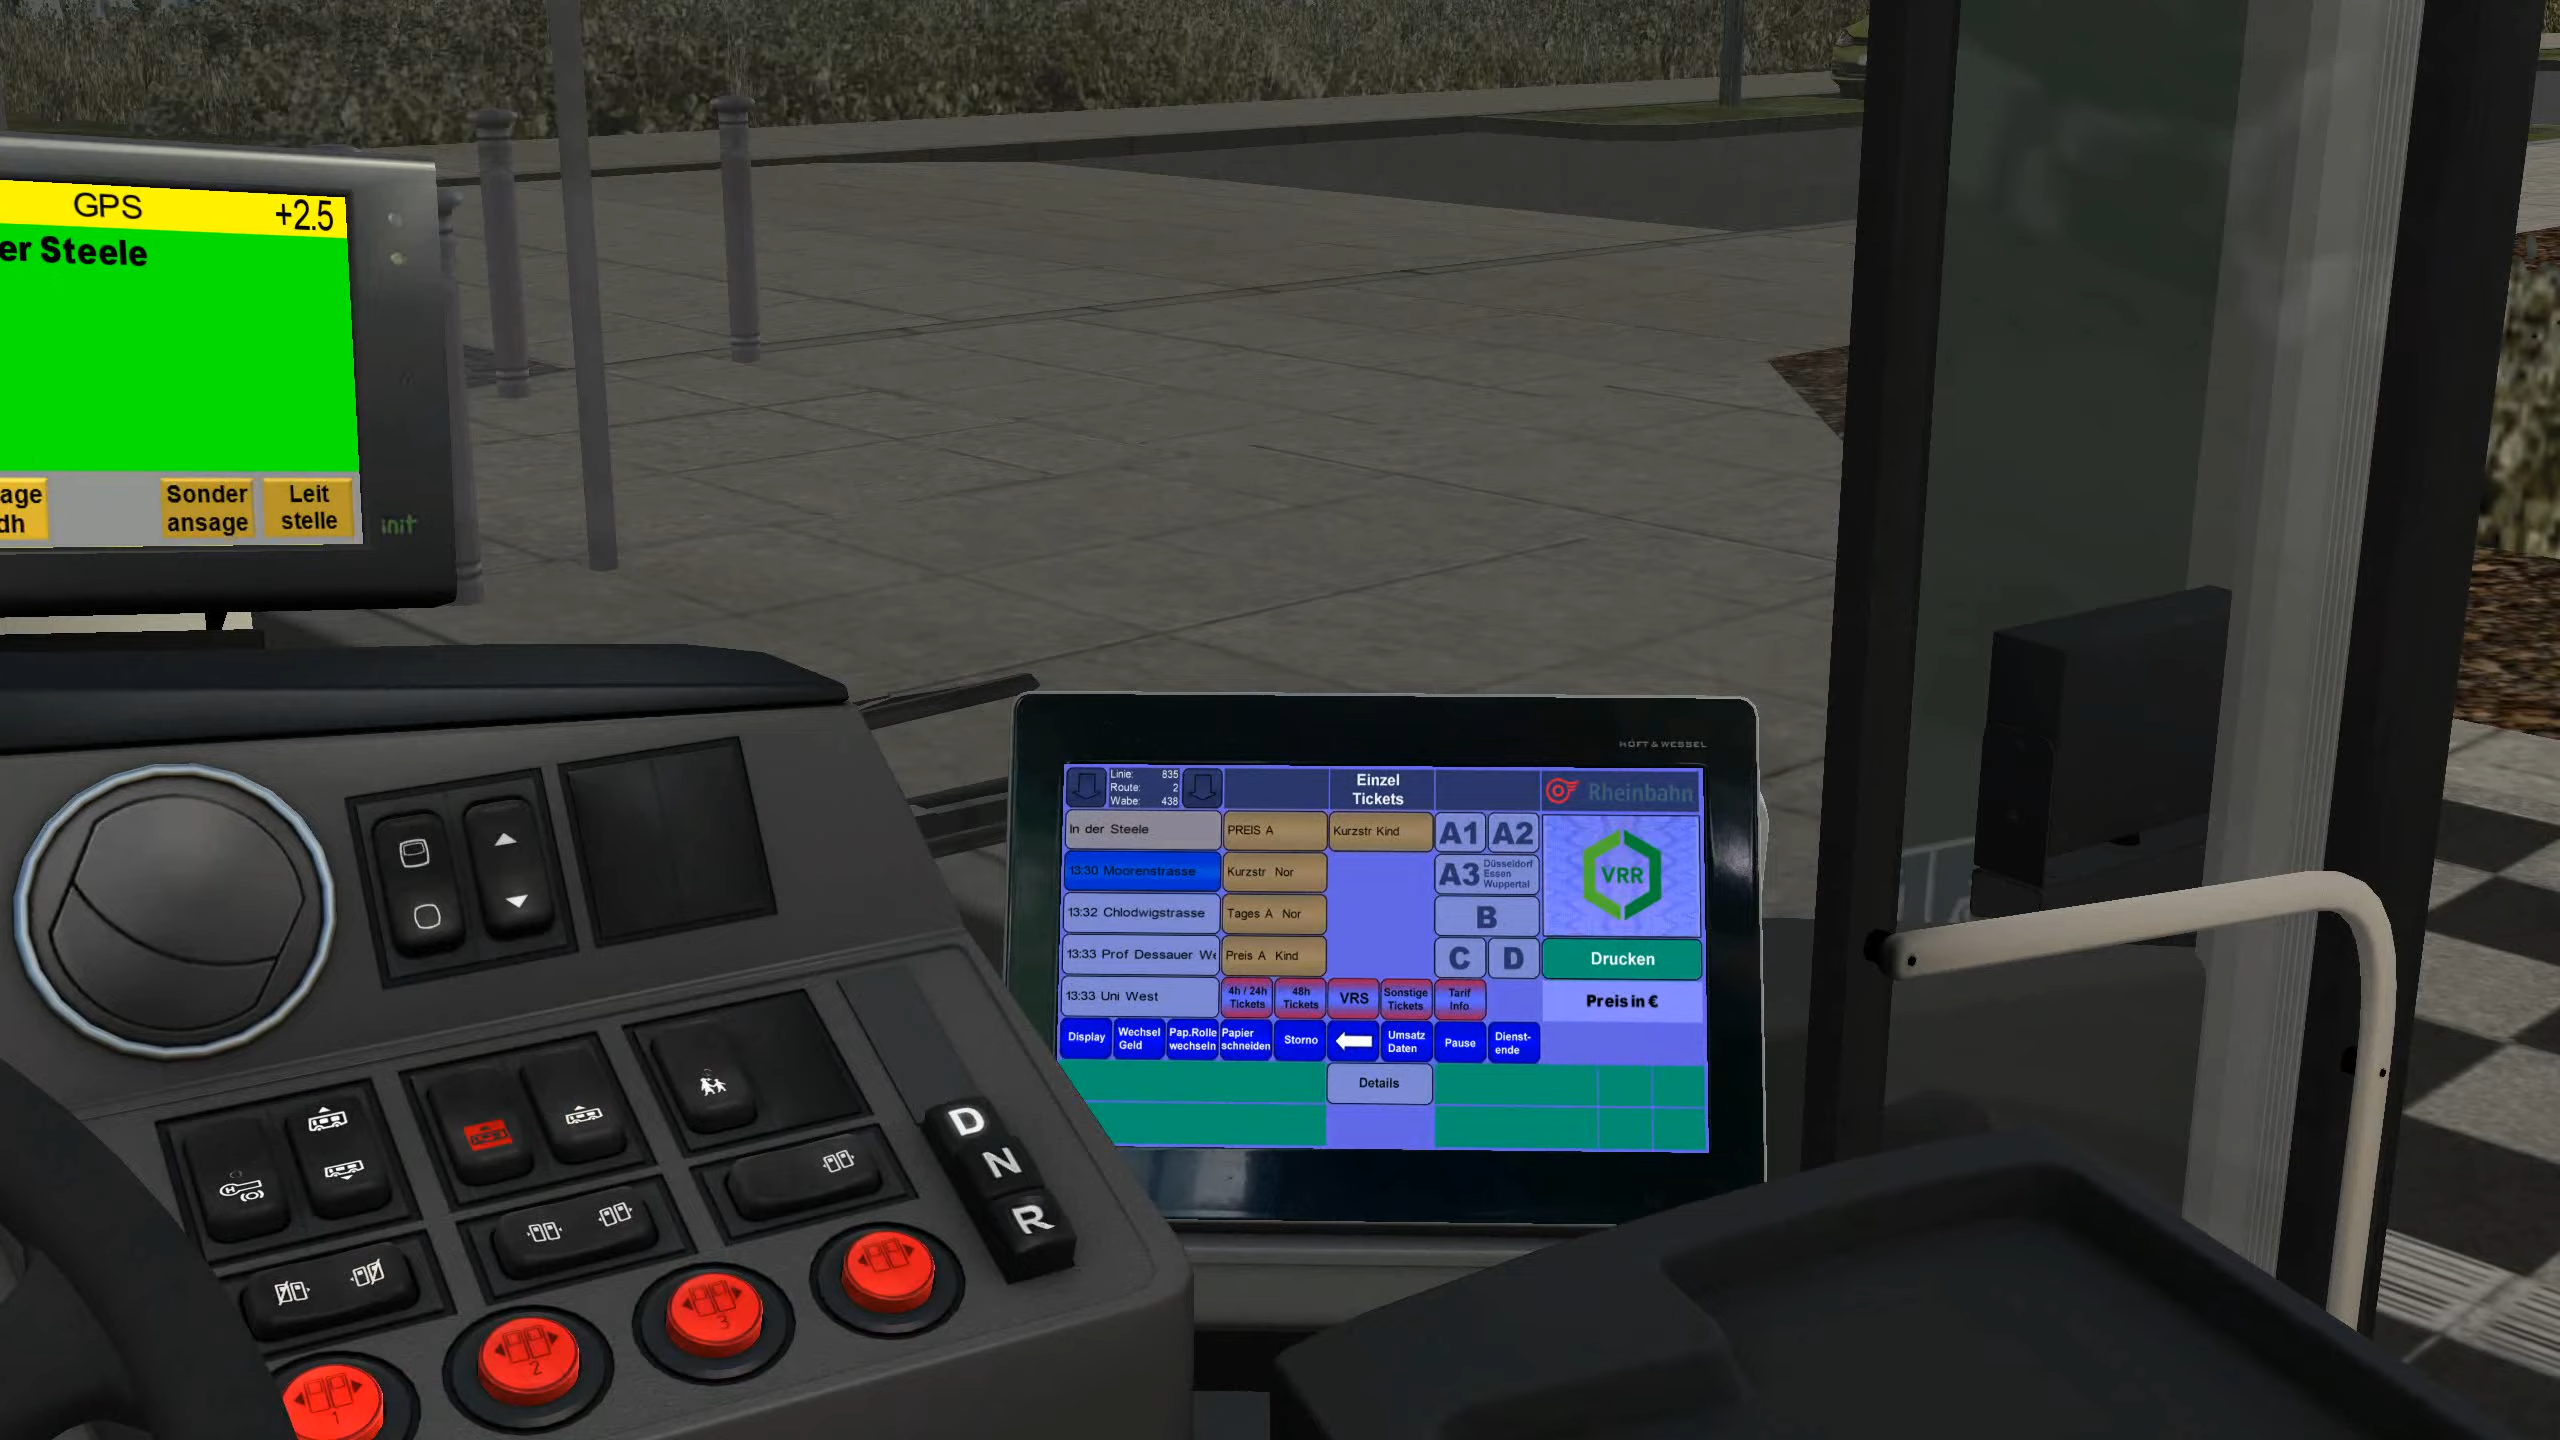 GPS +2.5
er Steele
age
dh
Sonder
ansage
Leit
stelle
init
HÖFT & WESSEL
Linie: 835
Route: 2
Wabe: 438
Einzel
Tickets
Rheinbahn
In der Steele
PREIS A
Kurzstr Kind
A1
A2
13:30 Moorenstrasse
Kurzstr Nor
A3
Düsseldorf
Essen
Wuppertal
VRR
13:32 Chlodwigstrasse
Tages A Nor
B
13:33 Prof Dessauer We
Preis A Kind
C
D
Drucken
13:33 Uni West
4h / 24h
Tickets
48h
Tickets
VRS
Sonstige
Tickets
Tarif
Info
Preis in €
Display
Wechsel
Geld
Pap.Rolle
wechseln
Papier
schneiden
Storno
Umsatz
Daten
Pause
Dienst-
ende
Details
D
N
R
H
1
2
3